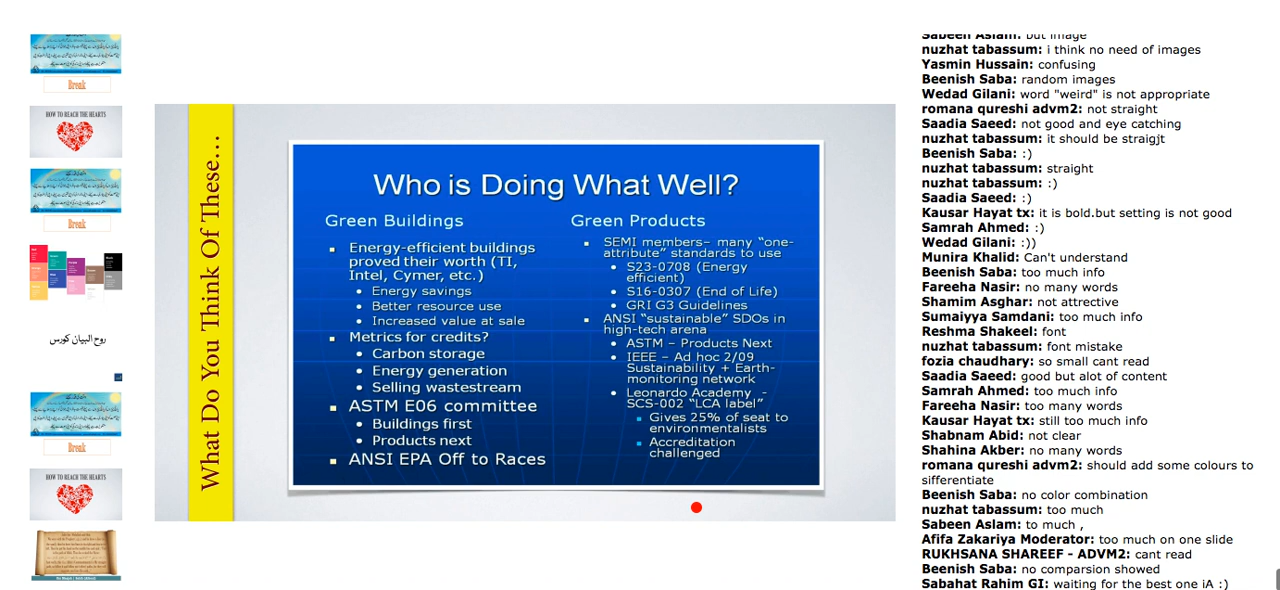 Break
HOW TO REACH THE HEARTS
Break
روح البیان کورس
Break
HOW TO REACH THE HEARTS
What Do You Think Of These...
Who is Doing What Well?
Green Buildings
Energy-efficient buildings
proved their worth (TI,
Intel, Cymer, etc.)
Energy savings
Better resource use
Increased value at sale
Metrics for credits?
Carbon storage
Energy generation
Selling wastestream
ASTM E06 committee
Buildings first
Products next
ANSI EPA Off to Races
Green Products
SEMI members– many “one-
attribute” standards to use
S23-0708 (Energy
efficient)
S16-0307 (End of Life)
GRI G3 Guidelines
ANSI “sustainable” SDOs in
high-tech arena
ASTM – Products Next
IEEE – Ad hoc 2/09
Sustainability + Earth-
monitoring network
Leonardo Academy -
SCS-002 “LCA label”
Gives 25% of seat to
environmentalists
Accreditation
challenged
Sabeen Aslam: but image
nuzhat tabassum: i think no need of images
Yasmin Hussain: confusing
Beenish Saba: random images
Wedad Gilani: word "weird" is not appropriate
romana qureshi advm2: not straight
Saadia Saeed: not good and eye catching
nuzhat tabassum: it should be straigjt
Beenish Saba: :)
nuzhat tabassum: straight
nuzhat tabassum: :)
Saadia Saeed: :)
Kausar Hayat tx: it is bold.but setting is not good
Samrah Ahmed: :)
Wedad Gilani: :))
Munira Khalid: Can't understand
Beenish Saba: too much info
Fareeha Nasir: no many words
Shamim Asghar: not attrective
Sumaiyya Samdani: too much info
Reshma Shakeel: font
nuzhat tabassum: font mistake
fozia chaudhary: so small cant read
Saadia Saeed: good but alot of content
Samrah Ahmed: too much info
Fareeha Nasir: too many words
Kausar Hayat tx: still too much info
Shabnam Abid: not clear
Shahina Akber: no many words
romana qureshi advm2: should add some colours to
sifferentiate
Beenish Saba: no color combination
nuzhat tabassum: too much
Sabeen Aslam: to much ,
Afifa Zakariya Moderator: too much on one slide
RUKHSANA SHAREEF - ADVM2: cant read
Beenish Saba: no comparsion showed
Sabahat Rahim GI: waiting for the best one iA :)